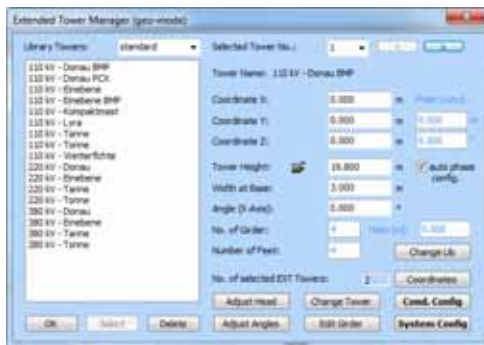 Extended Tower Manager (geo-mode)
Library Towers: standard
Selected Tower No.: 1
110 kV - Donau BMP
110 kV - Donau PCX
110 kV - Einebene
110 kV - Einebene BMP
110 kV - Kompaktmast
110 kV - Lyra
110 kV - Tanne
110 kV - Tonne
110 kV - Wetterfichte
220 kV - Donau
220 kV - Einebene
220 kV - Tanne
220 kV - Tonne
380 kV - Donau
380 kV - Einebene
380 kV - Tanne
380 kV - Tonne
Tower Name: 110 kV - Donau BMP
Coordinate X: 0.000 m
Coordinate Y: 0.000 m
Coordinate Z: 0.000 m
Tower Height: 19.800 m
auto phase config.
Width at Base: 3.000 m
Angle (X-Axis): 0.000
No. of Girder: 4
Number of Feet: 4
Change Lib
No. of selected EXT Towers: 2
Coordinates
Adjust Head Change Tower Cond. Config
OK Select Delete Adjust Angles Edit Girder System Config